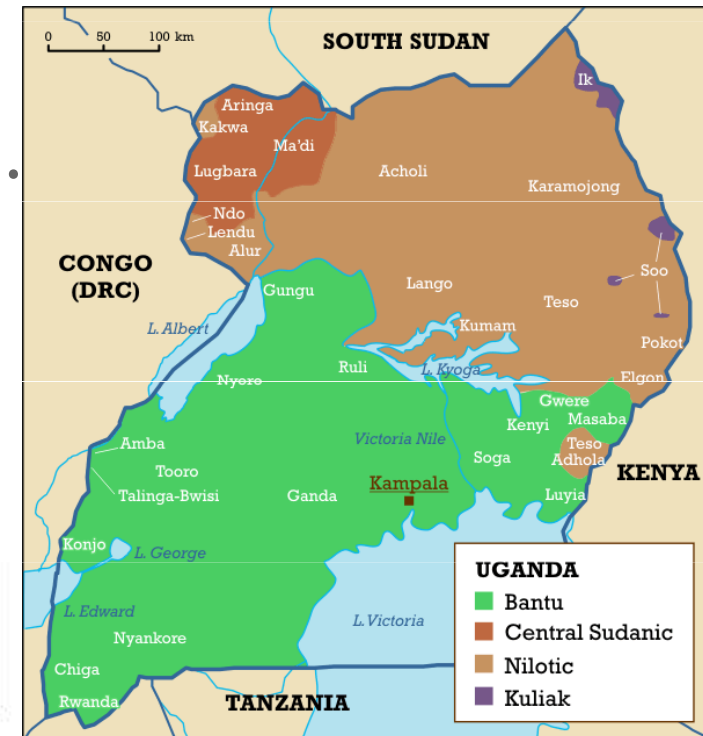 0 50 100 km
SOUTH SUDAN
Ik
Aringa
Kakwa
Ma'di
Lugbara
Acholi
Karamojong
Ndo
Lendu
Alur
CONGO
(DRC)
Soo
Gungu
Lango
Teso
L. Albert
Kumam
Pokot
Ruli
L. Kyoga
Nyoro
Elgon
Gwere
Masaba
Kenyi
Amba
Victoria Nile
Teso
Adhola
Tooro
Soga
KENYA
Talinga-Bwisi
Ganda
Kampala
Luyia
Konjo
L. George
L. Edward
L. Victoria
Nyankore
Chiga
Rwanda
TANZANIA
UGANDA
Bantu
Central Sudanic
Nilotic
Kuliak